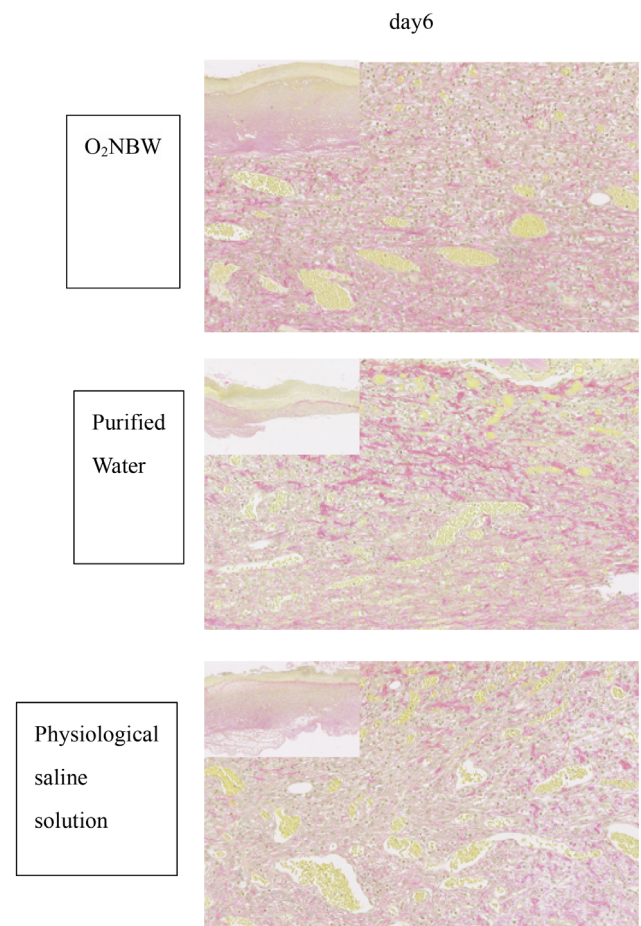 day6
O₂NBW
Purified
Water
Physiological
saline
solution